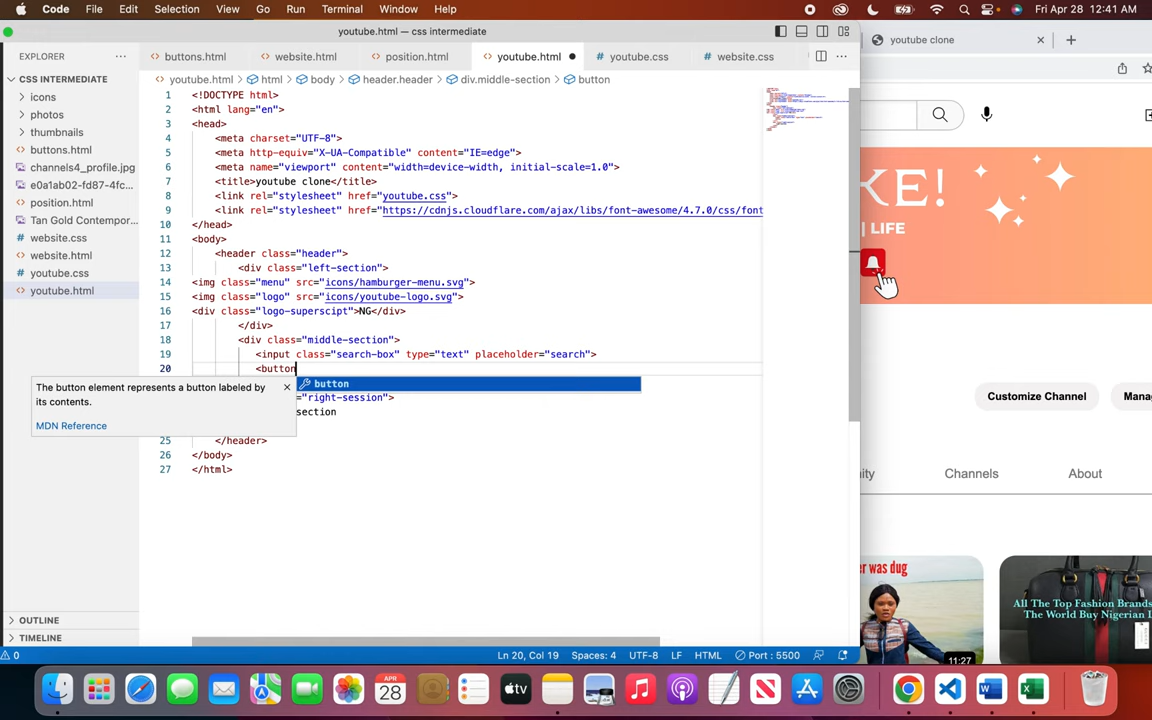 Code File Edit Selection View Go Run Terminal Window Help Fri Apr 28 12:41 AM
youtube.html — css intermediate
youtube clone
EXPLORER
buttons.html website.html position.html youtube.html youtube.css website.css
CSS INTERMEDIATE
youtube.html > html > body > header.header > div.middle-section > button
icons
photos
thumbnails
buttons.html
channels4_profile.jpg
e0a1ab02-fd87-4fc...
position.html
Tan Gold Contempor...
website.css
website.html
youtube.css
youtube.html
1 <!DOCTYPE html>
2 <html lang="en">
3 <head>
4 <meta charset="UTF-8">
5 <meta http-equiv="X-UA-Compatible" content="IE=edge">
6 <meta name="viewport" content="width=device-width, initial-scale=1.0">
7 <title>youtube clone</title>
8 <link rel="stylesheet" href="youtube.css">
9 <link rel="stylesheet" href="https://cdnjs.cloudflare.com/ajax/libs/font-awesome/4.7.0/css/font
10 </head>
11 <body>
12 <header class="header">
13 <div class="left-section">
14 <img class="menu" src="icons/hamburger-menu.svg">
15 <img class="logo" src="icons/youtube-logo.svg">
16 <div class="logo-superscipt">NG</div>
17 </div>
18 <div class="middle-section">
19 <input class="search-box" type="text" placeholder="search">
20 <button
button
The button element represents a button labeled by
its contents.
MDN Reference
="right-session">
section
25 </header>
26 </body>
27 </html>
OUTLINE
TIMELINE
0 Ln 20, Col 19 Spaces: 4 UTF-8 LF HTML Port : 5500
KE!
| LIFE
Customize Channel
Mana
ity Channels About
er was dug
11:27
All The Top Fashion Brands
The World Buy Nigerian L
APR
28
tv